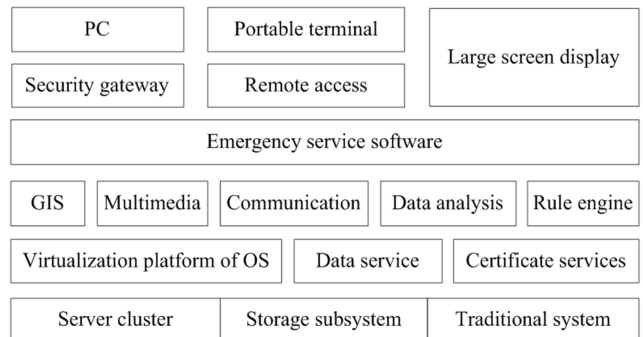 PC
Portable terminal
Large screen display
Security gateway
Remote access
Emergency service software
GIS
Multimedia
Communication
Data analysis
Rule engine
Virtualization platform of OS
Data service
Certificate services
Server cluster
Storage subsystem
Traditional system